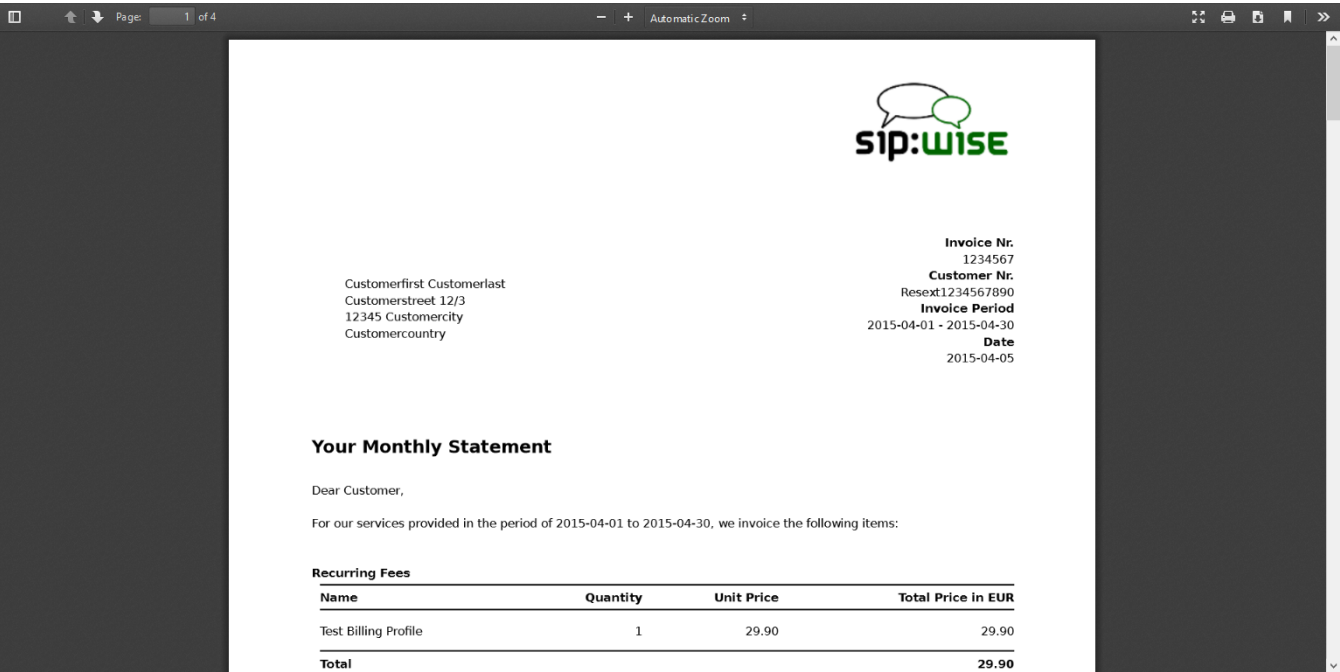 Page: 1 of 4
Automatic Zoom
sip:wise
Invoice Nr.
1234567
Customer Nr.
Resext1234567890
Invoice Period
2015-04-01 - 2015-04-30
Date
2015-04-05
Customerfirst Customerlast
Customerstreet 12/3
12345 Customercity
Customercountry
Your Monthly Statement
Dear Customer,
For our services provided in the period of 2015-04-01 to 2015-04-30, we invoice the following items:
Recurring Fees
Name Quantity Unit Price Total Price in EUR
Test Billing Profile 1 29.90 29.90
Total 29.90